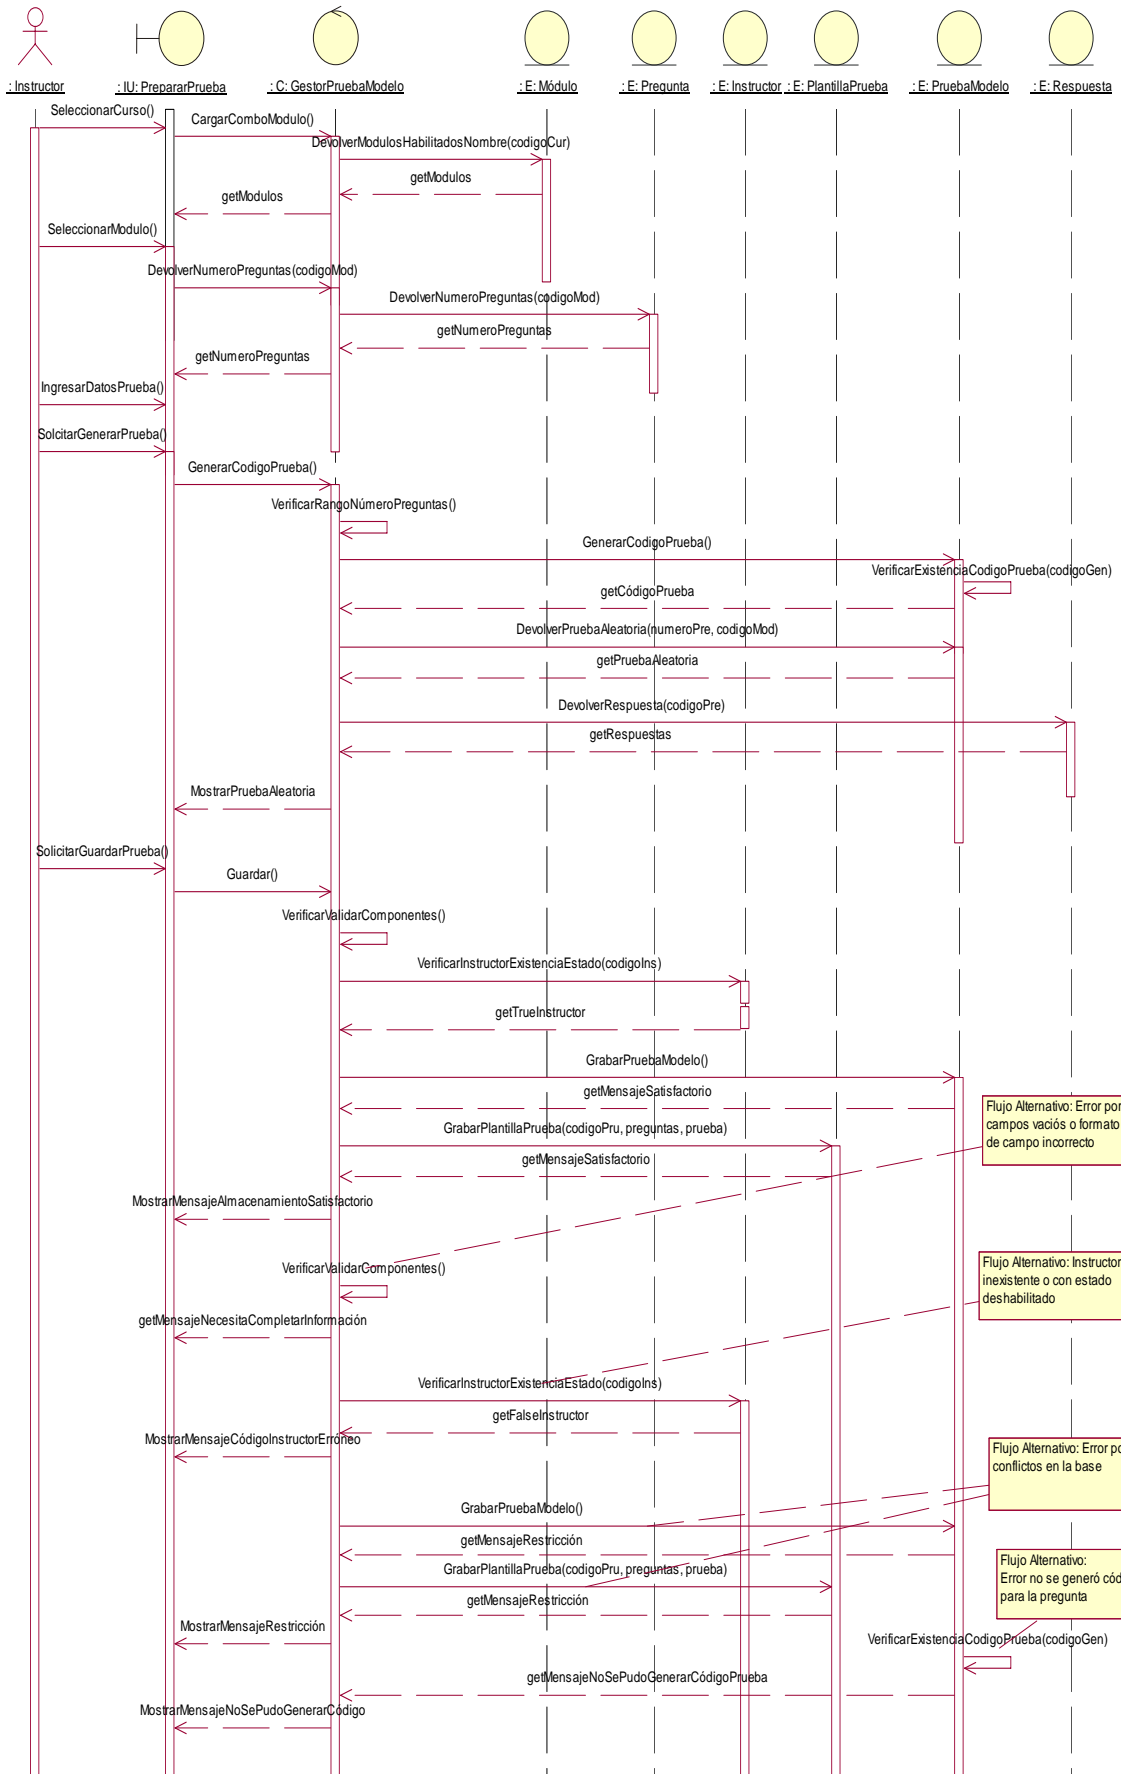 : Instructor
: IU: PrepararPrueba
: C: GestorPruebaModelo
: E: Módulo
: E: Pregunta
: E: Instructor
: E: PlantillaPrueba
: E: PruebaModelo
: E: Respuesta
SeleccionarCurso()
CargarComboModulo()
DevolverModulosHabilitadosNombre(codigoCur)
getModulos
getModulos
SeleccionarModulo()
DevolverNumeroPreguntas(codigoMod)
DevolverNumeroPreguntas(codigoMod)
getNumeroPreguntas
getNumeroPreguntas
IngresarDatosPrueba()
SolcitarGenerarPrueba()
GenerarCodigoPrueba()
VerificarRangoNúmeroPreguntas()
GenerarCodigoPrueba()
VerificarExistenciaCodigoPrueba(codigoGen)
getCódigoPrueba
DevolverPruebaAleatoria(numeroPre, codigoMod)
getPruebaAleatoria
DevolverRespuesta(codigoPre)
getRespuestas
MostrarPruebaAleatoria
SolicitarGuardarPrueba()
Guardar()
VerificarValidarComponentes()
VerificarInstructorExistenciaEstado(codigoIns)
getTrueInstructor
GrabarPruebaModelo()
getMensajeSatisfactorio
Flujo Alternativo: Error por
campos vaciós o formato
de campo incorrecto
GrabarPlantillaPrueba(codigoPru, preguntas, prueba)
getMensajeSatisfactorio
MostrarMensajeAlmacenamientoSatisfactorio
VerificarValidarComponentes()
Flujo Alternativo: Instructor
inexistente o con estado
deshabilitado
getMensajeNecesitaCompletarInformación
VerificarInstructorExistenciaEstado(codigoIns)
getFalseInstructor
MostrarMensajeCódigoInstructorErróneo
Flujo Alternativo: Error po
conflictos en la base
GrabarPruebaModelo()
getMensajeRestricción
GrabarPlantillaPrueba(codigoPru, preguntas, prueba)
getMensajeRestricción
Flujo Alternativo:
Error no se generó cód
para la pregunta
MostrarMensajeRestricción
VerificarExistenciaCodigoPrueba(codigoGen)
getMensajeNoSePudoGenerarCódigoPrueba
MostrarMensajeNoSePudoGenerarCódigo